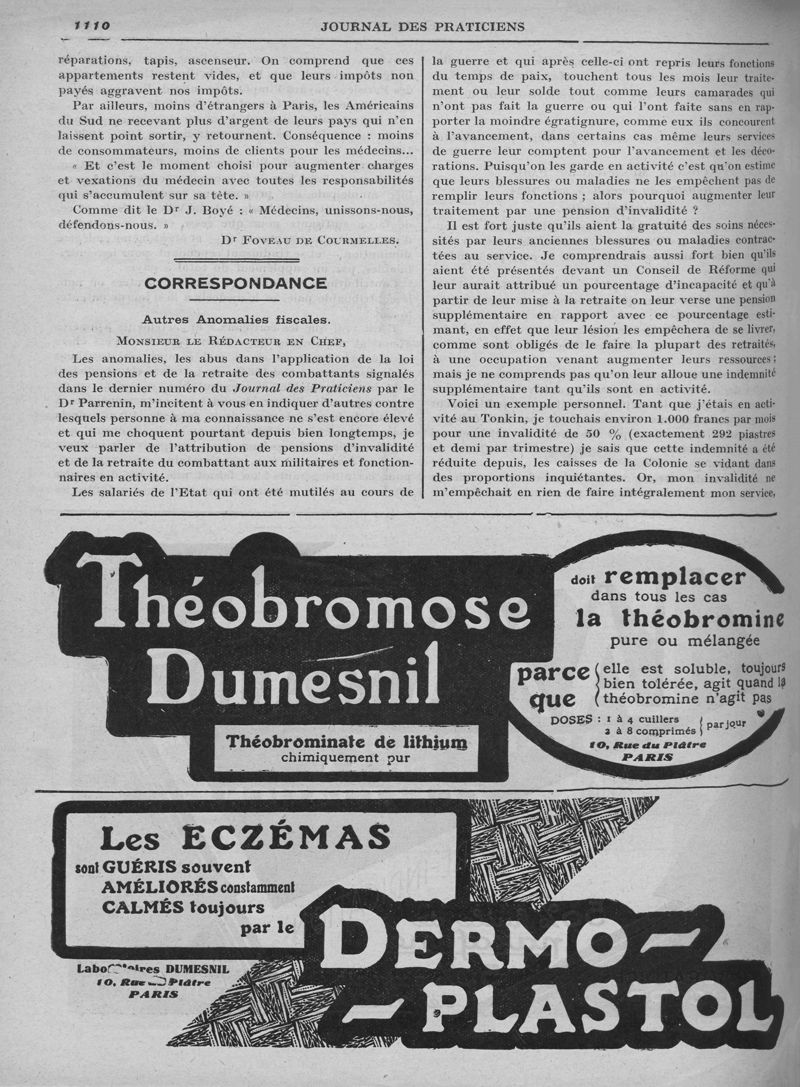 1110
JOURNAL DES PRATICIENS
réparations, tapis, ascenseur. On comprend que ces
appartements restent vides, et que leurs impôts non
payés aggravent nos impôts.
Par ailleurs, moins d'étrangers à Paris, les Américains
du Sud ne recevant plus d'argent de leurs pays qui n'en
laissent point sortir, y retournent. Conséquence : moins
de consommateurs, moins de clients pour les médecins...
« Et c'est le moment choisi pour augmenter charges
et vexations du médecin avec toutes les responsabilités
qui s'accumulent sur sa tête. »
Comme dit le Dr J. Boyé : « Médecins, unissons-nous,
défendons-nous. »
Dr FOVEAU DE COURMELLES.
CORRESPONDANCE
Autres Anomalies fiscales.
MONSIEUR LE RÉDACTEUR EN CHEF,
Les anomalies, les abus dans l'application de la loi
des pensions et de la retraite des combattants signalés
dans le dernier numéro du Journal des Praticiens par le
Dr Parrenin, m'incitent à vous en indiquer d'autres contre
lesquels personne à ma connaissance ne s'est encore élevé
et qui me choquent pourtant depuis bien longtemps, je
veux parler de l'attribution de pensions d'invalidité
et de la retraite du combattant aux militaires et fonction-
naires en activité.
Les salariés de l'Etat qui ont été mutilés au cours de
la guerre et qui après celle-ci ont repris leurs fonctions
du temps de paix, touchent tous les mois leur traite-
ment ou leur solde tout comme leurs camarades qui
n'ont pas fait la guerre ou qui l'ont faite sans en rap-
porter la moindre égratignure, comme eux ils concourent
à l'avancement, dans certains cas même leurs services
de guerre leur comptent pour l'avancement et les déco-
rations. Puisqu'on les garde en activité c'est qu'on estime
que leurs blessures ou maladies ne les empêchent pas de
remplir leurs fonctions ; alors pourquoi augmenter leur
traitement par une pension d'invalidité ?
Il est fort juste qu'ils aient la gratuité des soins néces-
sités par leurs anciennes blessures ou maladies contrac-
tées au service. Je comprendrais aussi fort bien qu'ils
aient été présentés devant un Conseil de Réforme qui
leur aurait attribué un pourcentage d'incapacité et qu'à
partir de leur mise à la retraite on leur verse une pension
supplémentaire en rapport avec ce pourcentage esti-
mant, en effet que leur lésion les empêchera de se livrer,
comme sont obligés de le faire la plupart des retraités,
à une occupation venant augmenter leurs ressources ;
mais je ne comprends pas qu'on leur alloue une indemnité
supplémentaire tant qu'ils sont en activité.
Voici un exemple personnel. Tant que j'étais en acti-
vité au Tonkin, je touchais environ 1.000 francs par mois
pour une invalidité de 50 % (exactement 292 piastres
et demi par trimestre) je sais que cette indemnité a été
réduite depuis, les caisses de la Colonie se vidant dans
des proportions inquiétantes. Or, mon invalidité ne
m'empêchait en rien de faire intégralement mon service,
Théobromose
Dumesnil
Théobrominate de lithium
chimiquement pur
doit remplacer
dans tous les cas
la théobromine
pure ou mélangée
parce que
elle est soluble, toujours
bien tolérée, agit quand la
théobromine n'agit pas
DOSES : 1 à 4 cuillers
2 à 8 comprimés
par jour
10, Rue du Plâtre
PARIS
Les ECZÉMAS
sont GUÉRIS souvent
AMÉLIORÉS constamment
CALMÉS toujours
par le
DERMO-
-PLASTOL
Laboratoires DUMESNIL
10, Rue du Plâtre
PARIS